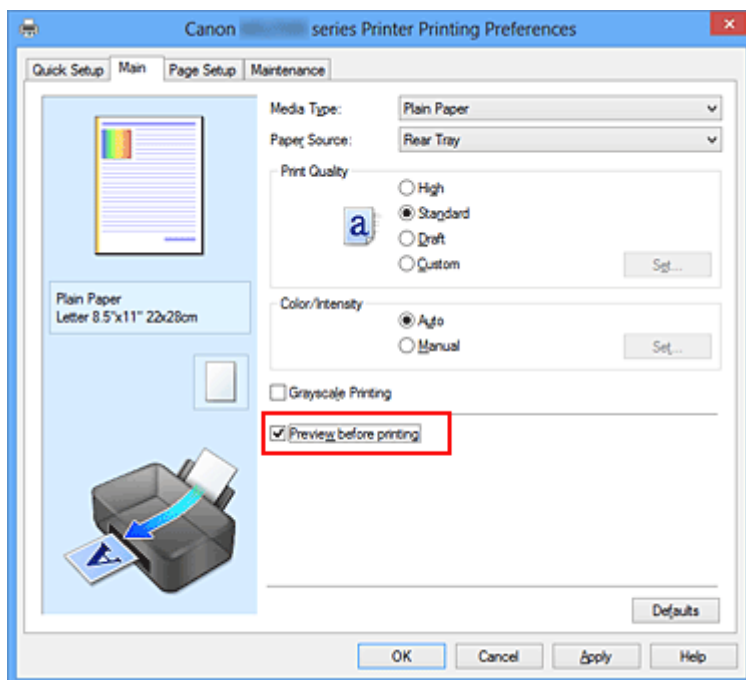 Canon series Printer Printing Preferences
Quick Setup Main Page Setup Maintenance
Media Type: Plain Paper
Paper Source: Rear Tray
Print Quality
High
a Standard
Draft
Custom Set...
Plain Paper
Letter 8.5"x11" 22x28cm
Color/Intensity
Auto
Manual Set...
Grayscale Printing
Preview before printing
A
Defaults
OK Cancel Apply Help